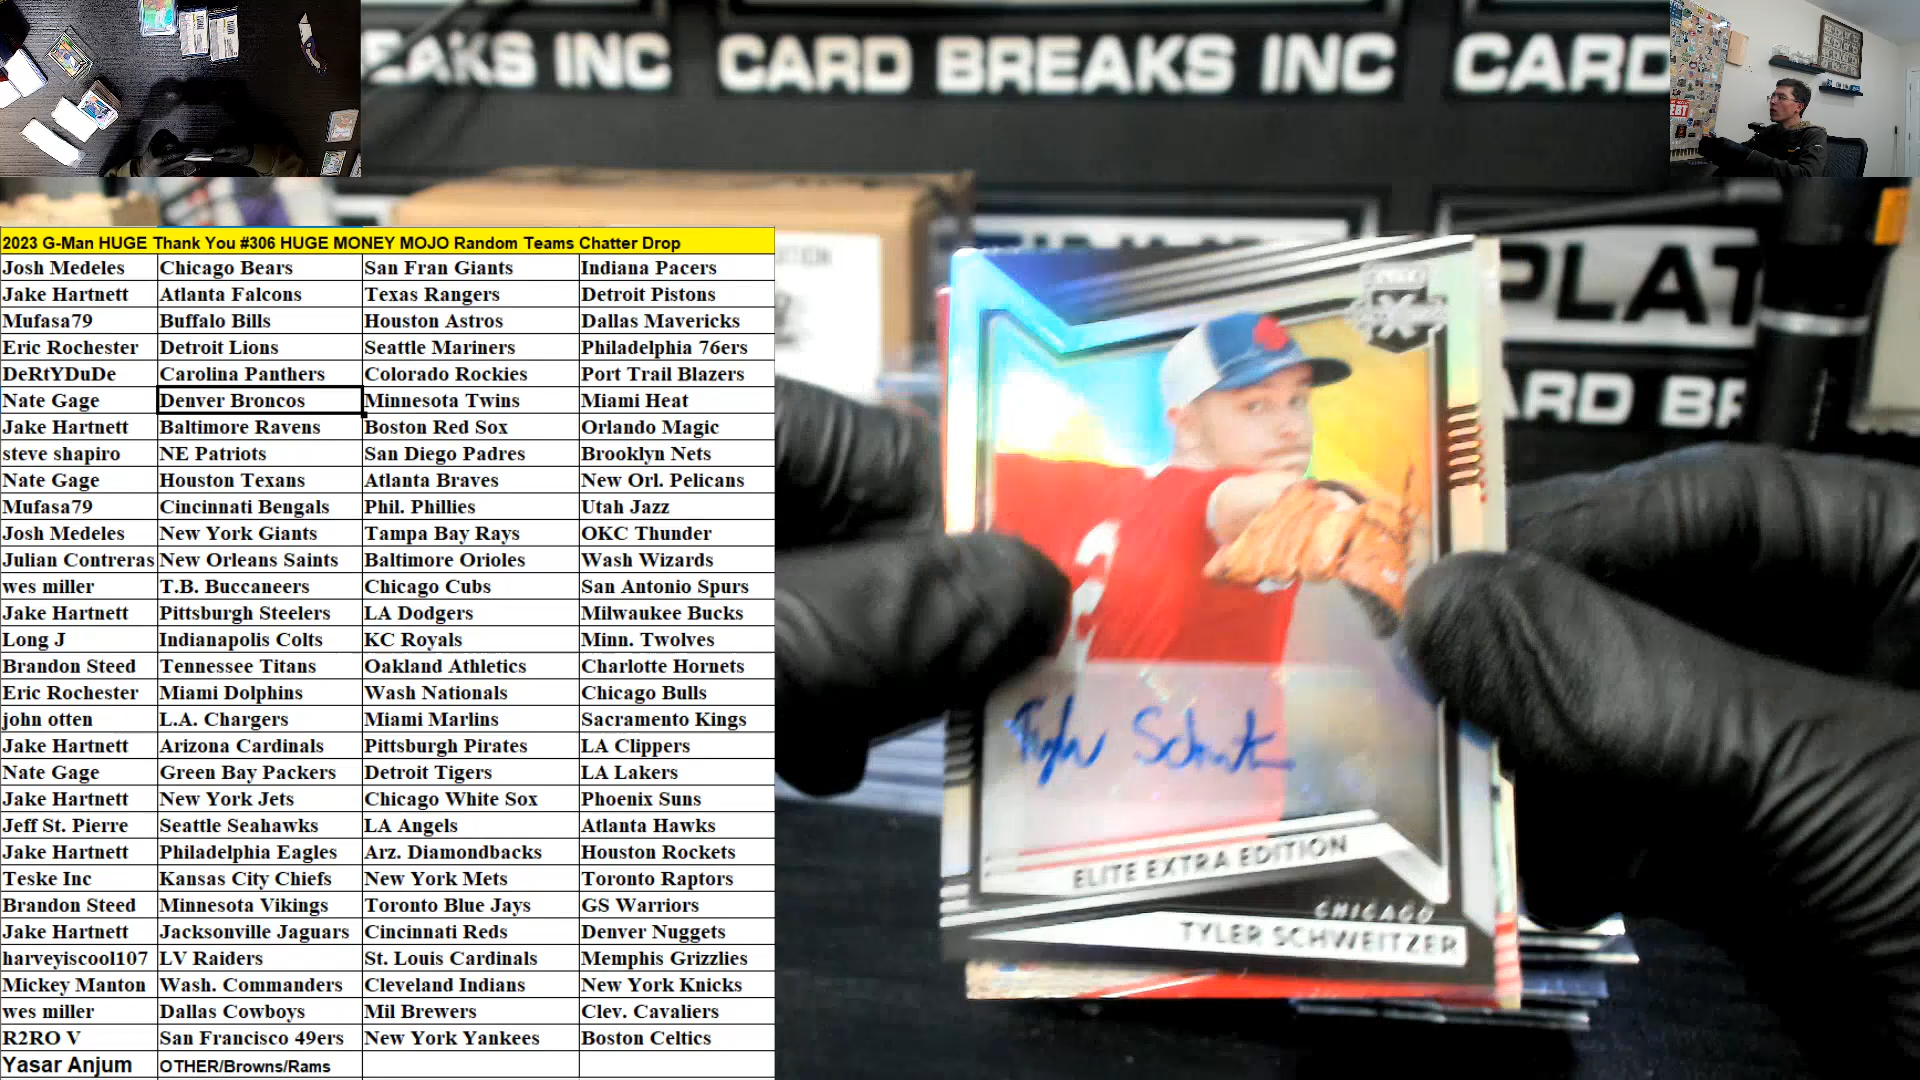 EAKS INC CARD BREAKS INC CARD
2023 G-Man HUGE Thank You #306 HUGE MONEY MOJO Random Teams Chatter Drop
Josh Medeles Chicago Bears San Fran Giants Indiana Pacers
Jake Hartnett Atlanta Falcons Texas Rangers Detroit Pistons
Mufasa79 Buffalo Bills Houston Astros Dallas Mavericks
Eric Rochester Detroit Lions Seattle Mariners Philadelphia 76ers
DeRtYDuDe Carolina Panthers Colorado Rockies Port Trail Blazers
Nate Gage Denver Broncos Minnesota Twins Miami Heat
Jake Hartnett Baltimore Ravens Boston Red Sox Orlando Magic
steve shapiro NE Patriots San Diego Padres Brooklyn Nets
Nate Gage Houston Texans Atlanta Braves New Orl. Pelicans
Mufasa79 Cincinnati Bengals Phil. Phillies Utah Jazz
Josh Medeles New York Giants Tampa Bay Rays OKC Thunder
Julian Contreras New Orleans Saints Baltimore Orioles Wash Wizards
wes miller T.B. Buccaneers Chicago Cubs San Antonio Spurs
Jake Hartnett Pittsburgh Steelers LA Dodgers Milwaukee Bucks
Long J Indianapolis Colts KC Royals Minn. Twolves
Brandon Steed Tennessee Titans Oakland Athletics Charlotte Hornets
Eric Rochester Miami Dolphins Wash Nationals Chicago Bulls
john otten L.A. Chargers Miami Marlins Sacramento Kings
Jake Hartnett Arizona Cardinals Pittsburgh Pirates LA Clippers
Nate Gage Green Bay Packers Detroit Tigers LA Lakers
Jake Hartnett New York Jets Chicago White Sox Phoenix Suns
Jeff St. Pierre Seattle Seahawks LA Angels Atlanta Hawks
Jake Hartnett Philadelphia Eagles Arz. Diamondbacks Houston Rockets
Teske Inc Kansas City Chiefs New York Mets Toronto Raptors
Brandon Steed Minnesota Vikings Toronto Blue Jays GS Warriors
Jake Hartnett Jacksonville Jaguars Cincinnati Reds Denver Nuggets
harveyiscool107 LV Raiders St. Louis Cardinals Memphis Grizzlies
Mickey Manton Wash. Commanders Cleveland Indians New York Knicks
wes miller Dallas Cowboys Mil Brewers Clev. Cavaliers
R2RO V San Francisco 49ers New York Yankees Boston Celtics
Yasar Anjum OTHER/Browns/Rams
PLAT
ARD BR
2
Tyler Schweitzer
ELITE EXTRA EDITION
CHICAGO
TYLER SCHWEITZER